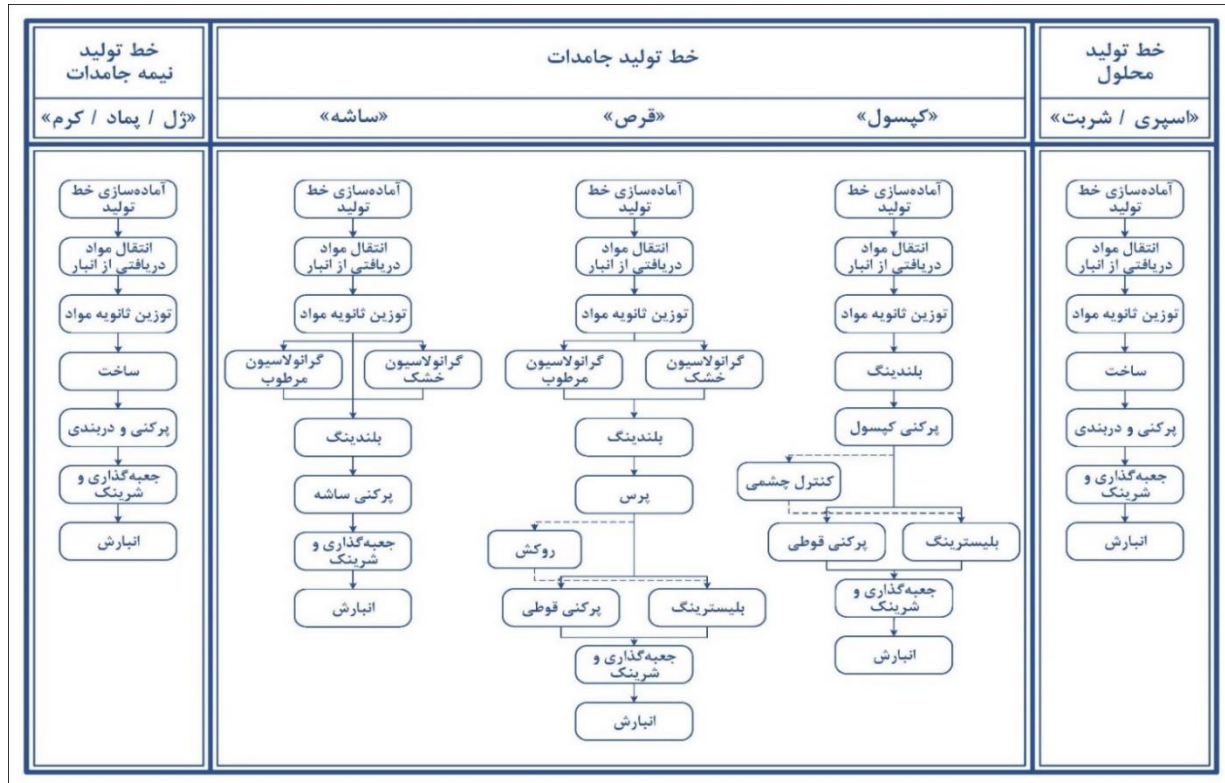 خط تولید
محلول
«اسپری / شربت»
آماده‌سازی خط
تولید
انتقال مواد
دریافتی از انبار
توزین ثانویه مواد
ساخت
پرکنی و دربندی
جعبه‌گذاری و
شرینک
انبارش
خط تولید جامدات
«کپسول»
آماده‌سازی خط
تولید
انتقال مواد
دریافتی از انبار
توزین ثانویه مواد
بلندینگ
پرکنی کپسول
کنترل چشمی
بلیسترینگ
پرکنی قوطی
جعبه‌گذاری و
شرینک
انبارش
«قرص»
آماده‌سازی خط
تولید
انتقال مواد
دریافتی از انبار
توزین ثانویه مواد
گرانولاسیون
خشک
گرانولاسیون
مرطوب
بلندینگ
پرس
روکش
بلیسترینگ
پرکنی قوطی
جعبه‌گذاری و
شرینک
انبارش
«ساشه»
آماده‌سازی خط
تولید
انتقال مواد
دریافتی از انبار
توزین ثانویه مواد
گرانولاسیون
خشک
گرانولاسیون
مرطوب
بلندینگ
پرکنی ساشه
جعبه‌گذاری و
شرینک
انبارش
خط تولید
نیمه جامدات
«ژل / پماد / کرم»
آماده‌سازی خط
تولید
انتقال مواد
دریافتی از انبار
توزین ثانویه مواد
ساخت
پرکنی و دربندی
جعبه‌گذاری و
شرینک
انبارش